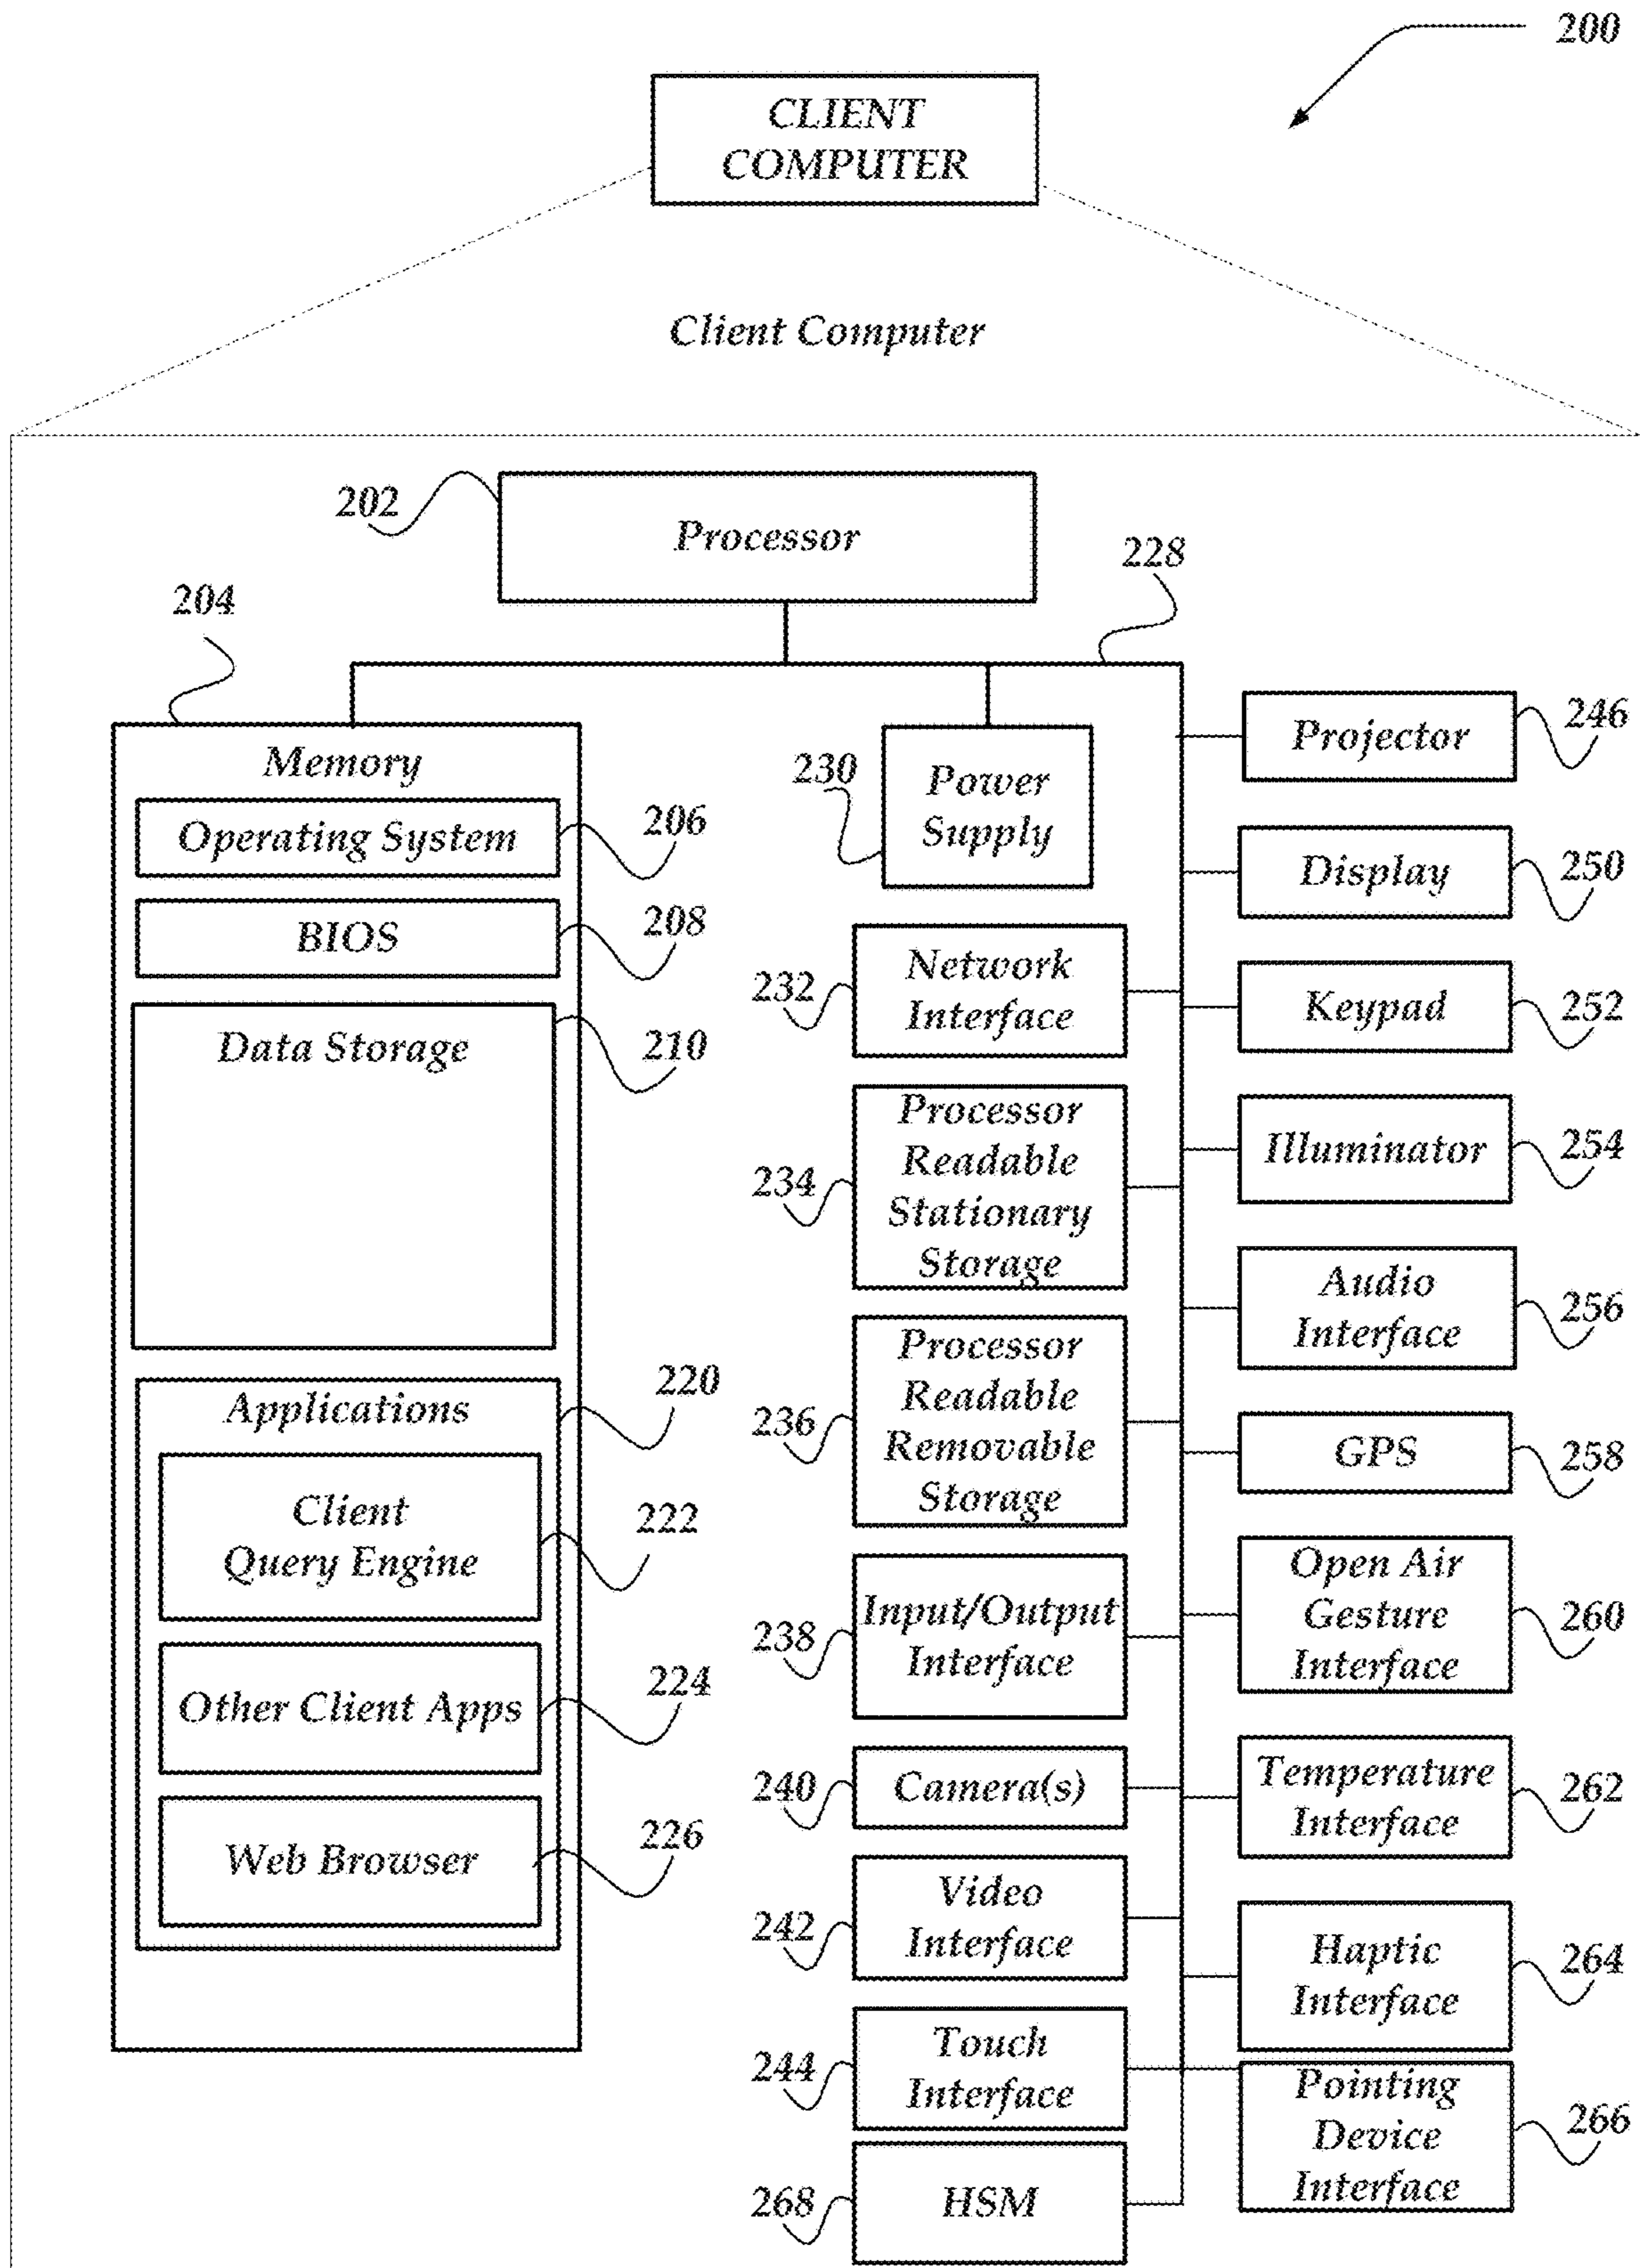 200
CLIENT
COMPUTER
Client Computer
202
Processor
228
204
Memory
Operating System
206
BIOS
208
Data Storage
210
Applications
220
Client
Query Engine
222
Other Client Apps
224
Web Browser
226
230
Power
Supply
232
Network
Interface
234
Processor
Readable
Stationary
Storage
236
Processor
Readable
Removable
Storage
238
Input/Output
Interface
240
Camera(s)
242
Video
Interface
244
Touch
Interface
268
HSM
Projector
246
Display
250
Keypad
252
Illuminator
254
Audio
Interface
256
GPS
258
Open Air
Gesture
Interface
260
Temperature
Interface
262
Haptic
Interface
264
Pointing
Device
Interface
266